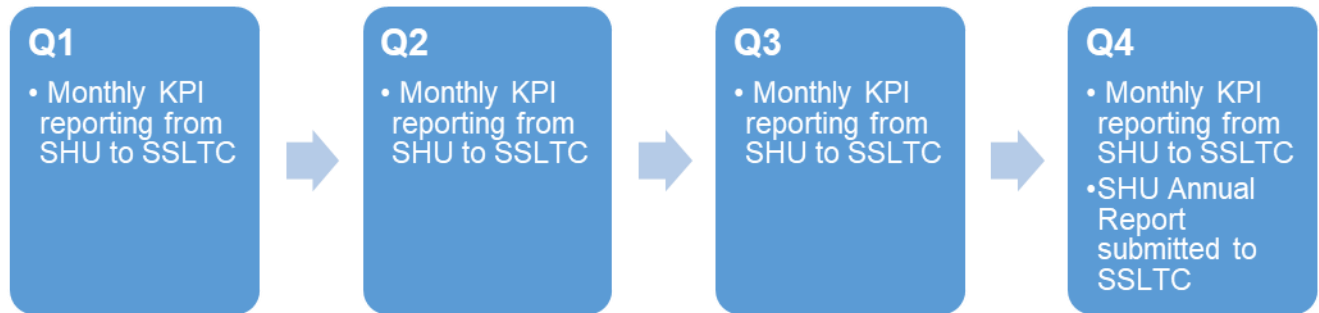 Q1
• Monthly KPI
reporting from
SHU to SSLTC
Q2
• Monthly KPI
reporting from
SHU to SSLTC
Q3
• Monthly KPI
reporting from
SHU to SSLTC
Q4
• Monthly KPI
reporting from
SHU to SSLTC
•SHU Annual
Report
submitted to
SSLTC